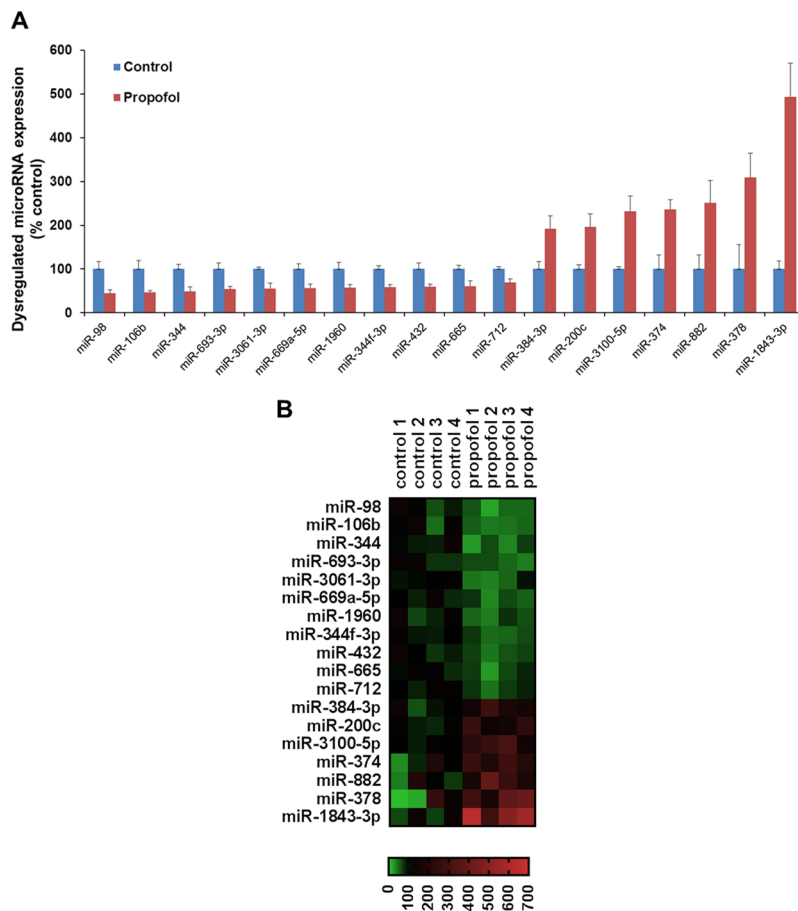 A
Dysregulated microRNA expression
(% control)
600
500
400
300
200
100
0
Control
Propofol
miR-98
miR-106b
miR-344
miR-693-3p
miR-3061-3p
miR-669a-5p
miR-1960
miR-344f-3p
miR-432
miR-665
miR-712
miR-384-3p
miR-200c
miR-3100-5p
miR-374
miR-882
miR-378
miR-1843-3p
B
control 1
control 2
control 3
control 4
propofol 1
propofol 2
propofol 3
propofol 4
miR-98
miR-106b
miR-344
miR-693-3p
miR-3061-3p
miR-669a-5p
miR-1960
miR-344f-3p
miR-432
miR-665
miR-712
miR-384-3p
miR-200c
miR-3100-5p
miR-374
miR-882
miR-378
miR-1843-3p
0
100
200
300
400
500
600
700